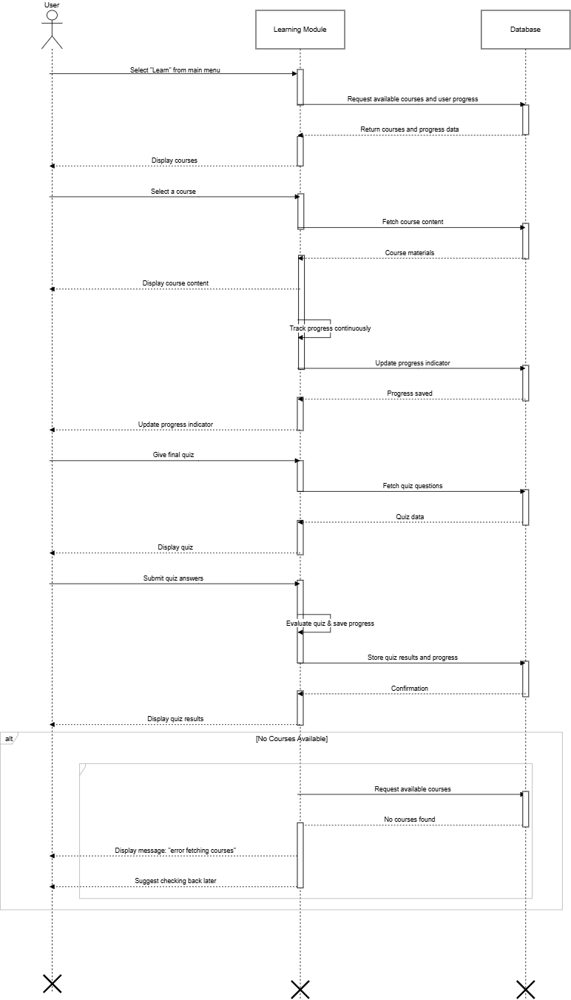 User
Learning Module
Database
Select "Learn" from main menu
Request available courses and user progress
Return courses and progress data
Display courses
Select a course
Fetch course content
Course materials
Display course content
Track progress continuously
Update progress indicator
Progress saved
Update progress indicator
Give final quiz
Fetch quiz questions
Quiz data
Display quiz
Submit quiz answers
Evaluate quiz & save progress
Store quiz results and progress
Confirmation
Display quiz results
alt
[No Courses Available]
Request available courses
No courses found
Display message: "error fetching courses"
Suggest checking back later